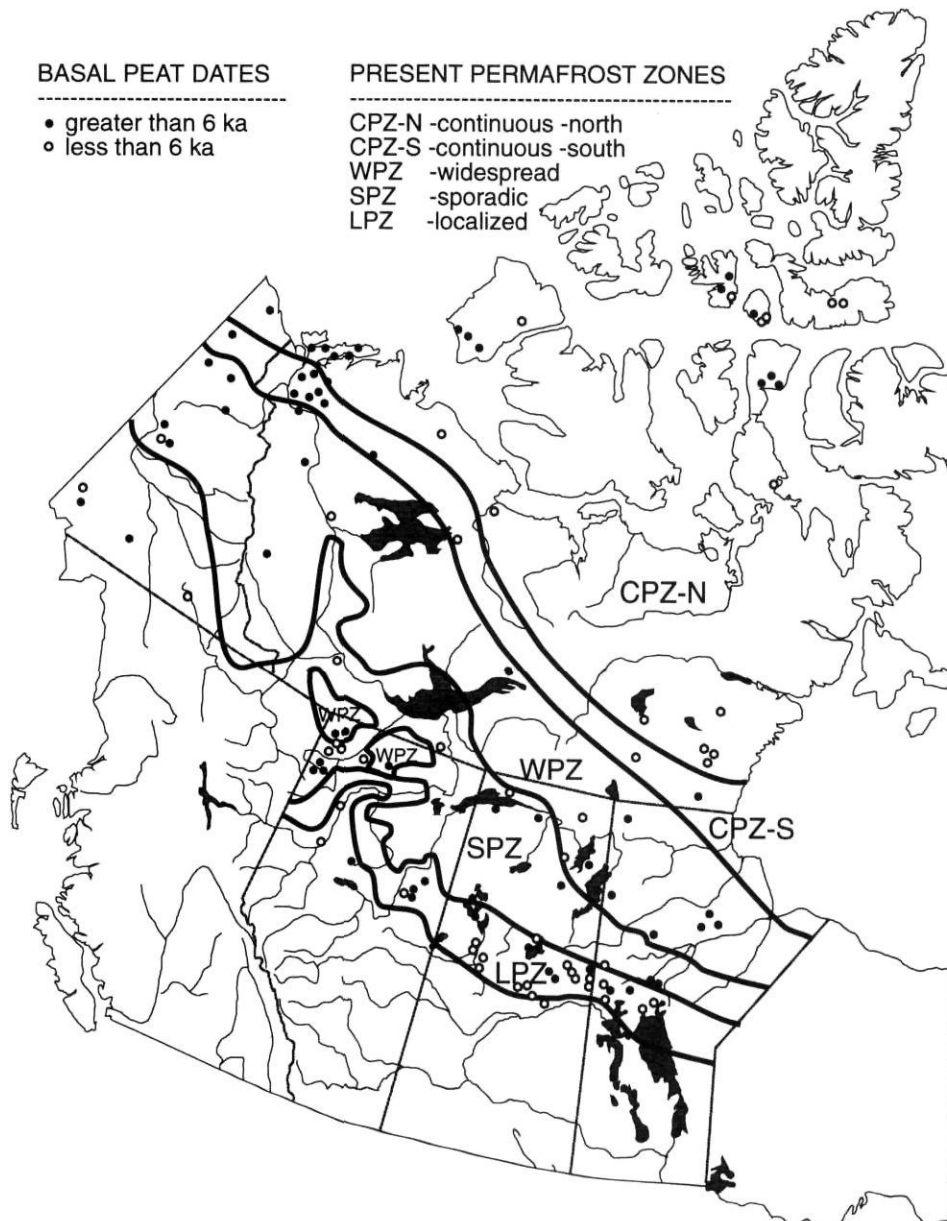 BASAL PEAT DATES
greater than 6 ka
less than 6 ka
PRESENT PERMAFROST ZONES
CPZ-N -continuous -north
CPZ-S -continuous -south
WPZ -widespread
SPZ -sporadic
LPZ -localized
CPZ-N
WPZ
WPZ
WPZ
CPZ-S
SPZ
LPZ